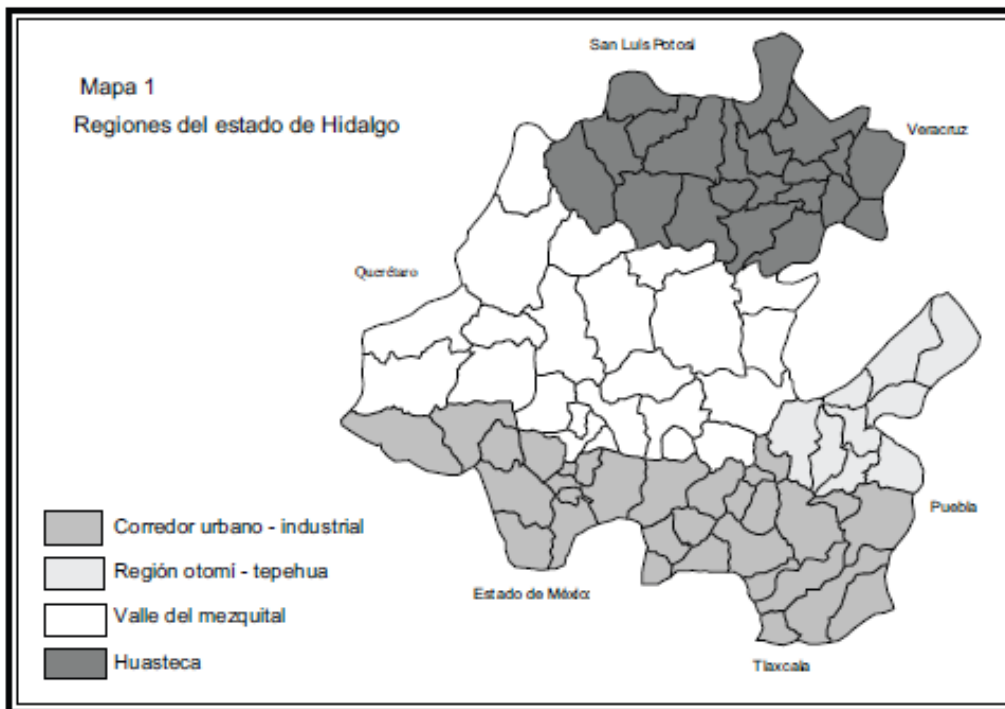 San Luis Potosi
Mapa 1
Regiones del estado de Hidalgo
Veracruz
Querétaro
Puebla
Corredor urbano - industrial
Región otomí - tepehua
Estado de México:
Valle del mezquital
Huasteca
Tlaxcala